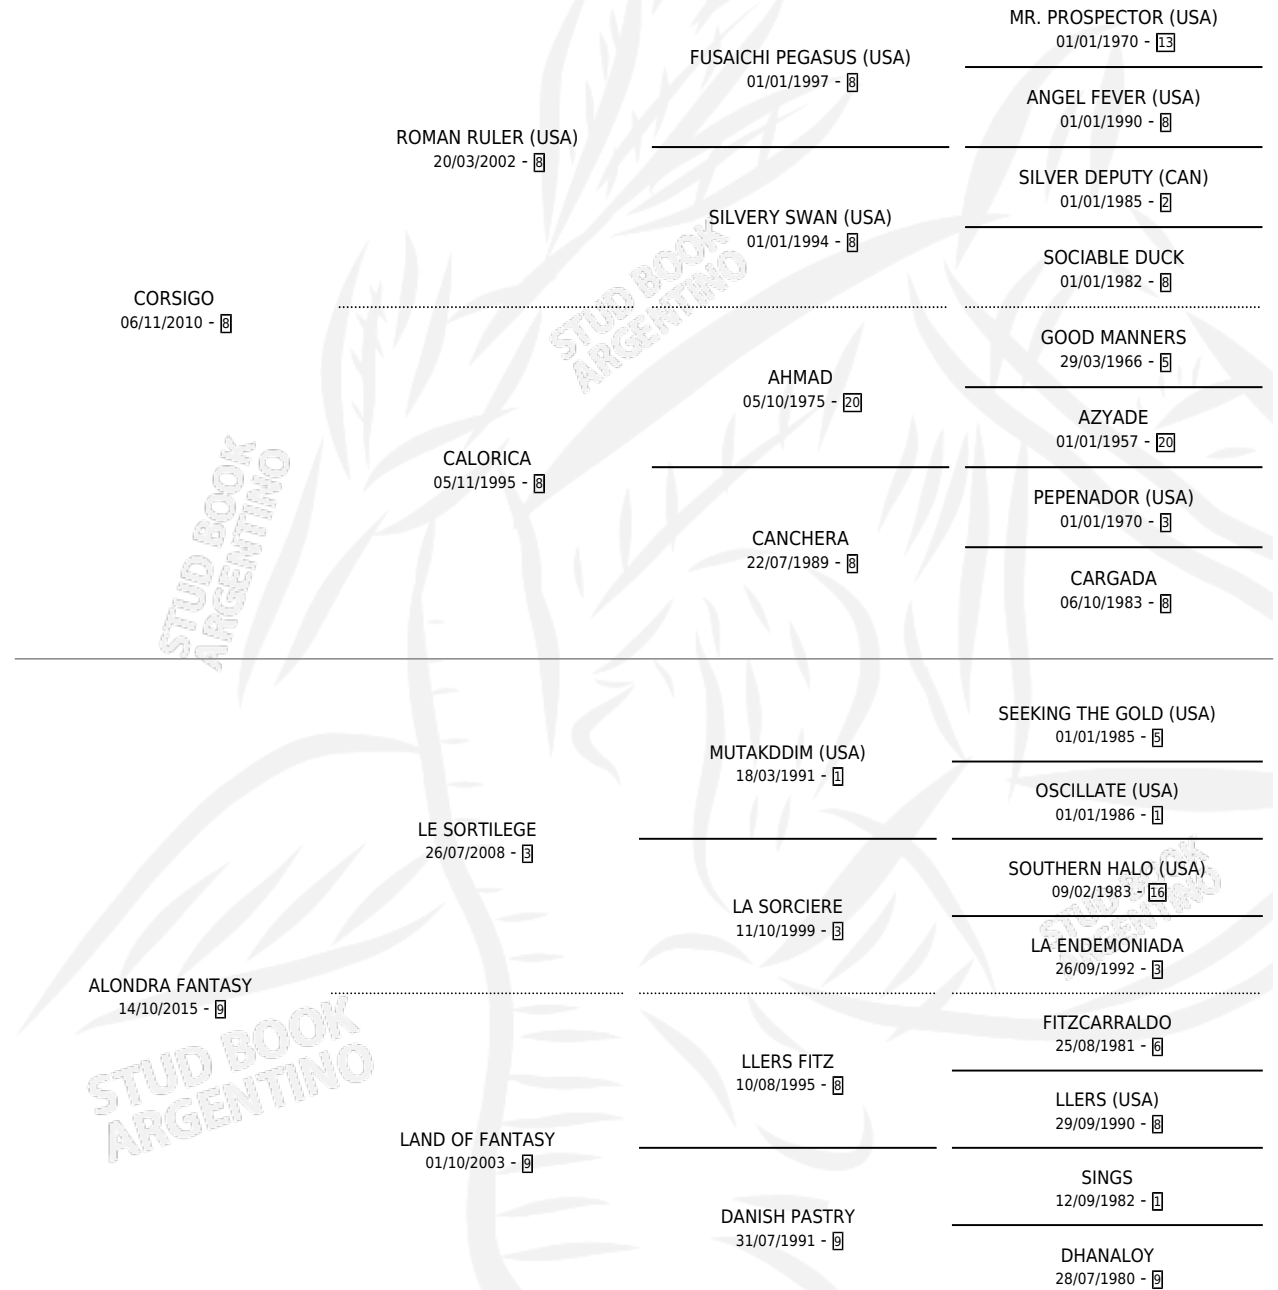 MR. PROSPECTOR (USA)
01/01/1970 - 13
FUSAICHI PEGASUS (USA)
01/01/1997 - 8
ANGEL FEVER (USA)
01/01/1990 - 8
ROMAN RULER (USA)
20/03/2002 - 8
SILVER DEPUTY (CAN)
01/01/1985 - 2
SILVERY SWAN (USA)
01/01/1994 - 8
SOCIABLE DUCK
01/01/1982 - 8
CORSIGO
06/11/2010 - 8
STUD BOOK
ARGENTINO
GOOD MANNERS
29/03/1966 - 5
AHMAD
05/10/1975 - 20
AZYADE
01/01/1957 - 20
CALORICA
05/11/1995 - 8
PEPENADOR (USA)
01/01/1970 - 3
CANCHERA
22/07/1989 - 8
CARGADA
06/10/1983 - 8
STUD BOOK
ARGENTINO
SEEKING THE GOLD (USA)
01/01/1985 - 5
MUTAKDDIM (USA)
18/03/1991 - 1
OSCILLATE (USA)
01/01/1986 - 1
LE SORTILEGE
26/07/2008 - 3
SOUTHERN HALO (USA)
09/02/1983 - 16
LA SORCIERE
11/10/1999 - 3
STUD BOOK
ARGENTINO
LA ENDEMONIADA
26/09/1992 - 3
ALONDRA FANTASY
14/10/2015 - 9
STUD BOOK
ARGENTINO
FITZCARRALDO
25/08/1981 - 6
LLERS FITZ
10/08/1995 - 8
LLERS (USA)
29/09/1990 - 8
LAND OF FANTASY
01/10/2003 - 9
SINGS
12/09/1982 - 1
DANISH PASTRY
31/07/1991 - 9
DHANALOY
28/07/1980 - 9